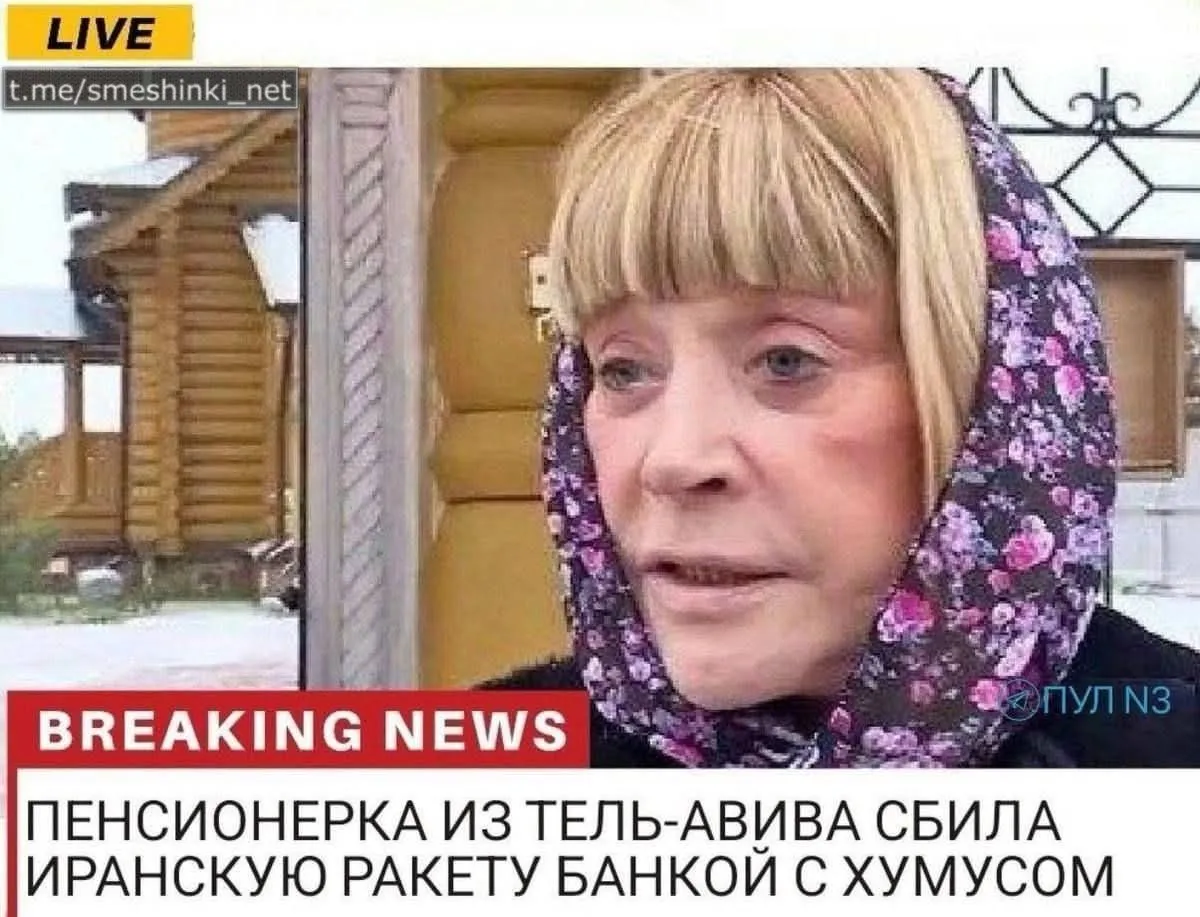 LIVE
t.me/smeshinki_net
ПУЛ N3
BREAKING NEWS
ПЕНСИОНЕРКА ИЗ ТЕЛЬ-АВИВА СБИЛА
ИРАНСКУЮ РАКЕТУ БАНКОЙ С ХУМУСОМ